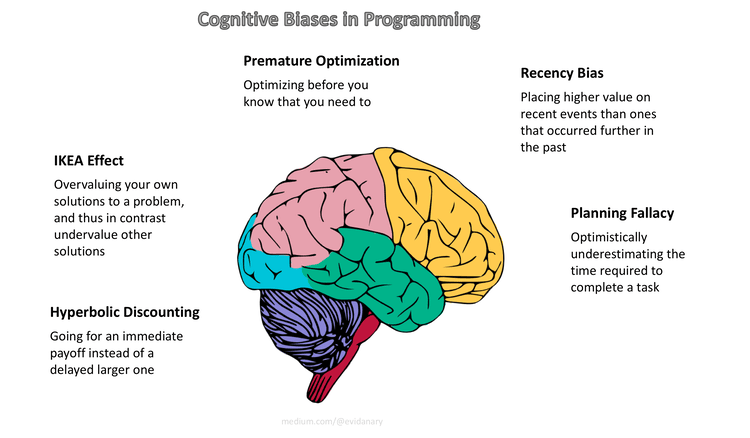 Cognitive Biases in Programming
Premature Optimization
Optimizing before you
know that you need to
Recency Bias
Placing higher value on
recent events than ones
that occurred further in
the past
IKEA Effect
Overvaluing your own
solutions to a problem,
and thus in contrast
undervalue other
solutions
Planning Fallacy
Optimistically
underestimating the
time required to
complete a task
Hyperbolic Discounting
Going for an immediate
payoff instead of a
delayed larger one
medium.com/@evidanary